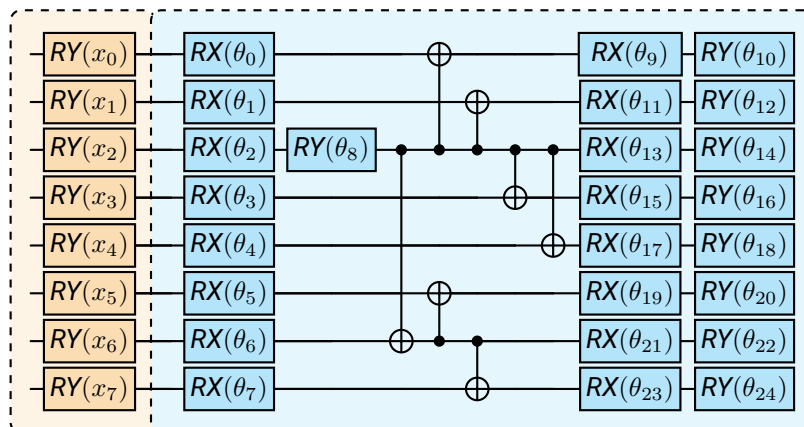 RY(x₀) RX(θ₀) RX(θ₉) RY(θ₁₀)
RY(x₁) RX(θ₁) RX(θ₁₁) RY(θ₁₂)
RY(x₂) RX(θ₂) RY(θ₈) RX(θ₁₃) RY(θ₁₄)
RY(x₃) RX(θ₃) RX(θ₁₅) RY(θ₁₆)
RY(x₄) RX(θ₄) RX(θ₁₇) RY(θ₁₈)
RY(x₅) RX(θ₅) RX(θ₁₉) RY(θ₂₀)
RY(x₆) RX(θ₆) RX(θ₂₁) RY(θ₂₂)
RY(x₇) RX(θ₇) RX(θ₂₃) RY(θ₂₄)